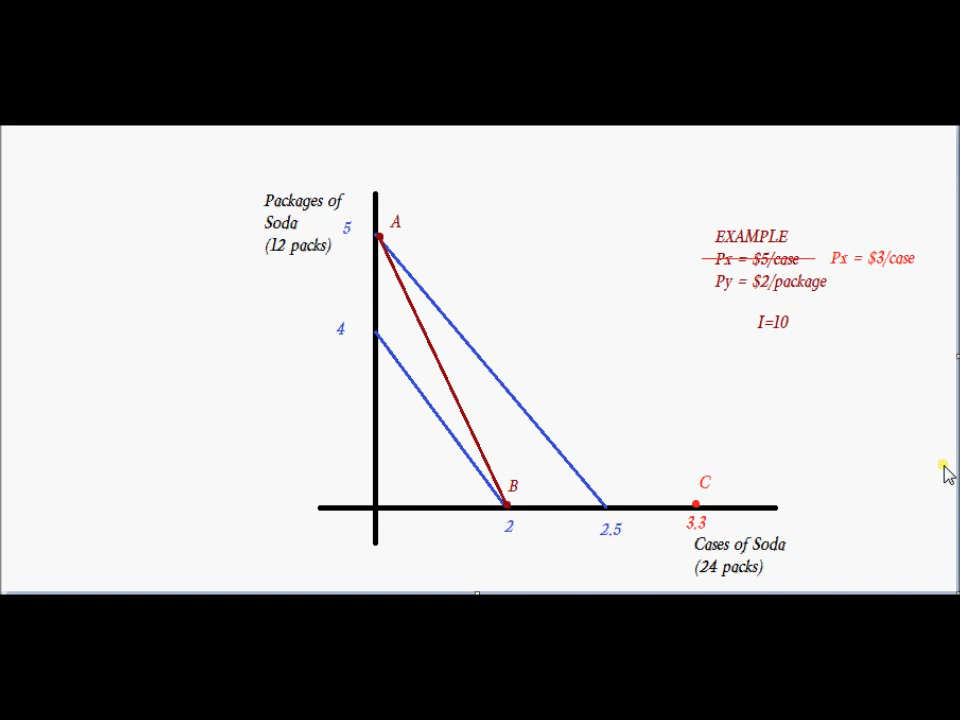 Packages of
Soda
(12 packs)
5
A
4
B
2
2.5
C
3.3
Cases of Soda
(24 packs)
EXAMPLE
Px = $5/case Px = $3/case
Py = $2/package
I=10